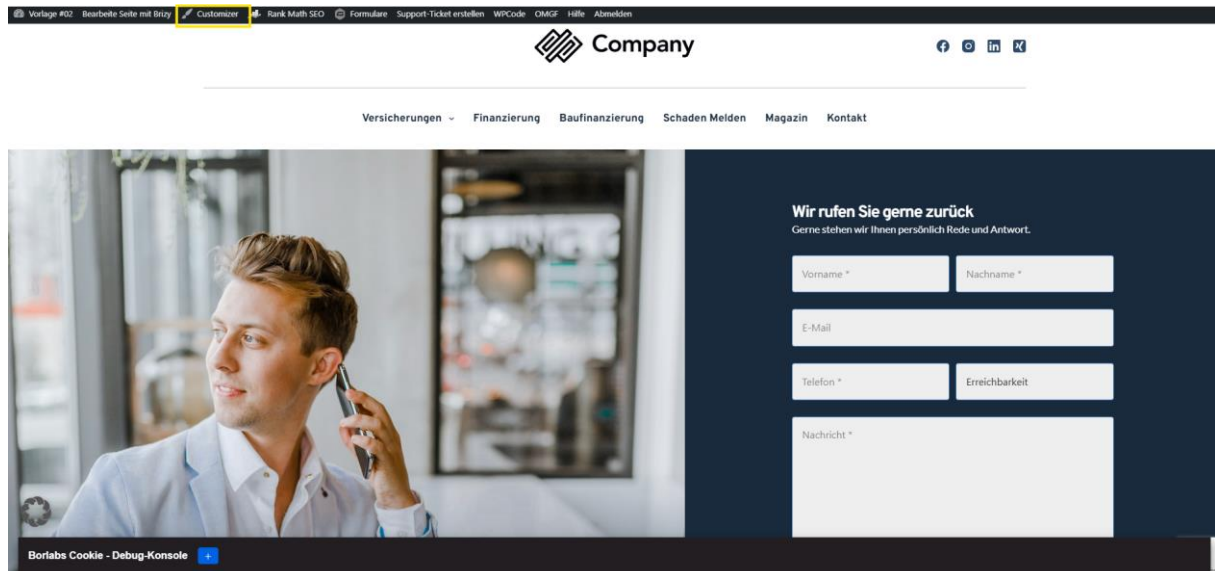 Vorlage #02 Bearbeite Seite mit Brizy Customizer Rank Math SEO Formulare Support-Ticket erstellen WPCode OMGF Hilfe Abmelden
Company
Versicherungen Finanzierung Baufinanzierung Schaden Melden Magazin Kontakt
Wir rufen Sie gerne zurück
Gerne stehen wir Ihnen persönlich Rede und Antwort.
Vorname * Nachname *
E-Mail
Telefon * Erreichbarkeit
Nachricht *
Borlabs Cookie - Debug-Konsole +